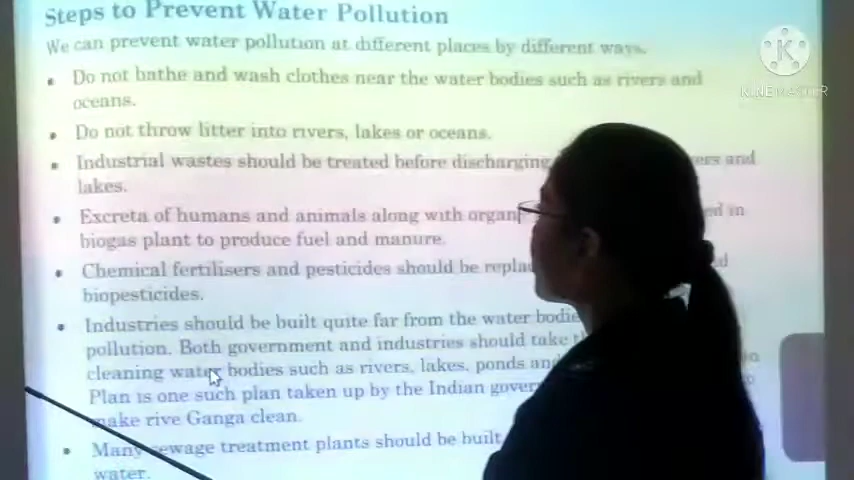 Steps to Prevent Water Pollution
We can prevent water pollution at different places by different ways.
• Do not bathe and wash clothes near the water bodies such as rivers and
oceans.
• Do not throw litter into rivers, lakes or oceans.
• Industrial wastes should be treated before discharging ers and
lakes.
• Excreta of humans and animals along with organ ed in
biogas plant to produce fuel and manure.
• Chemical fertilisers and pesticides should be repla d
biopesticides.
• Industries should be built quite far from the water bodie
pollution. Both government and industries should take t
cleaning water bodies such as rivers, lakes, ponds an
Plan is one such plan taken up by the Indian gover
make rive Ganga clean.
• Many sewage treatment plants should be built
water.
KINEMASTER